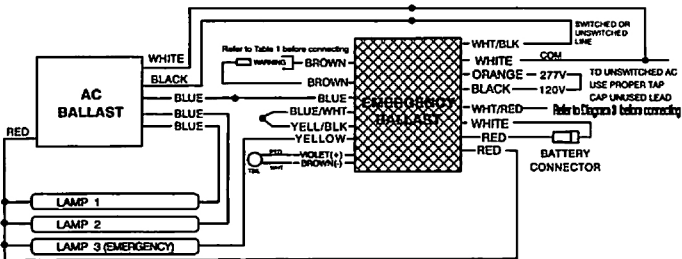 SWITCHED OR
UNSWITCHED
LINE
WHT/BLK
Refer to Table 1 before connecting
WHITE
WARNING
BROWN
WHITE
COM
ORANGE
277V
TO UNSWITCHED AC
AC
BALLAST
BLACK
BROWN
BLACK
120V
USE PROPER TAP
BLUE
BLUE
EMERGENCY
BALLAST
CAP UNUSED LEAD
BLUE
BLUE/WHT
WHT/RED
Refer to Diagram 3 before connecting
BLUE
YELL/BLK
WHITE
RED
YELLOW
RED
VIOLET(+)
RED
BATTERY
CONNECTOR
WHT
BROWN(-)
LAMP 1
LAMP 2
LAMP 3 (EMERGENCY)